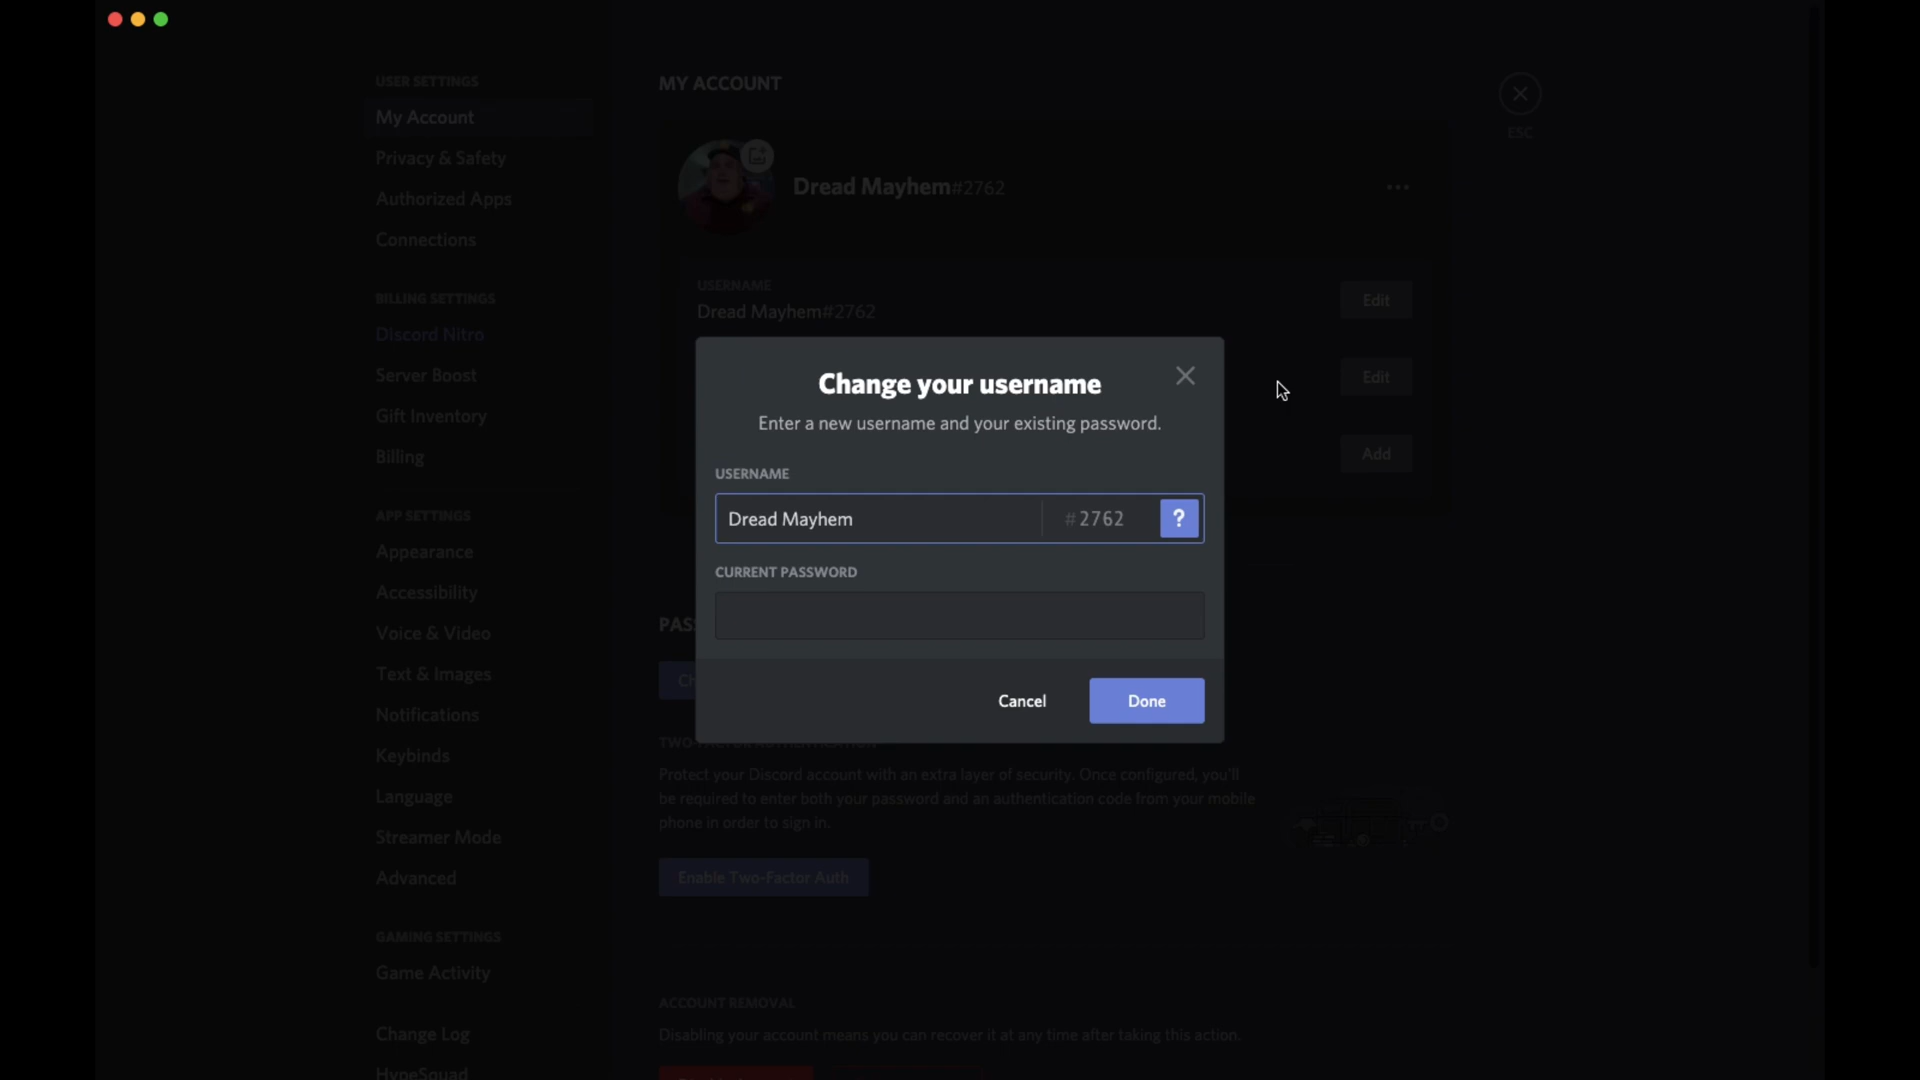 USER SETTINGS
My Account
Privacy & Safety
Authorized Apps
Connections
BILLING SETTINGS
Discord Nitro
Server Boost
Gift Inventory
Billing
APP SETTINGS
Appearance
Accessibility
Voice & Video
Text & Images
Notifications
Keybinds
Language
Streamer Mode
Advanced
GAMING SETTINGS
Game Activity
Change Log
HypeSquad
MY ACCOUNT
ESC
Dread Mayhem#2762
USERNAME
Dread Mayhem#2762
Edit
Edit
Add
Change your username
Enter a new username and your existing password.
USERNAME
Dread Mayhem #2762 ?
CURRENT PASSWORD
Cancel Done
PAS
Ch
TWO-FACTOR AUTHENTICATION
Protect your Discord account with an extra layer of security. Once configured, you'll
be required to enter both your password and an authentication code from your mobile
phone in order to sign in.
Enable Two-Factor Auth
ACCOUNT REMOVAL
Disabling your account means you can recover it at any time after taking this action.